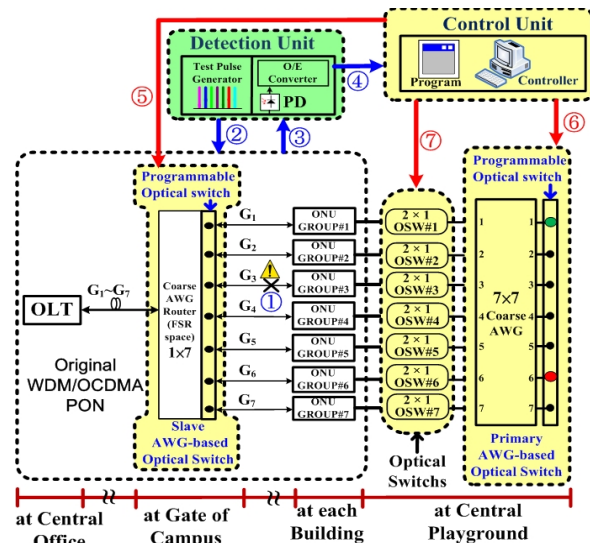 Control Unit
Program
Controller
Detection Unit
Test Pulse
Generator
O/E
Converter
PD
⑤
④
②
③
⑦
⑥
Programmable
Optical switch
Programmable
Optical switch
G₁
G₂
G₃
①
G₄
G₅
G₆
G₇
ONU
GROUP#1
ONU
GROUP#2
ONU
GROUP#3
ONU
GROUP#4
ONU
GROUP#5
ONU
GROUP#6
ONU
GROUP#7
2 × 1
OSW#1
2 × 1
OSW#2
2 × 1
OSW#3
2 × 1
OSW#4
2 × 1
OSW#5
2 × 1
OSW#6
2 × 1
OSW#7
1
2
3
4
5
6
7
7×7
Coarse
AWG
1
2
3
4
5
6
7
OLT
G₁~G₇
Coarse
AWG
Router
(FSR
space)
1×7
Original
WDM/OCDMA
PON
Slave
AWG-based
Optical Switch
Optical
Switchs
Primary
AWG-based
Optical Switch
at Central
Office
at Gate of
Campus
at each
Building
at Central
Playground